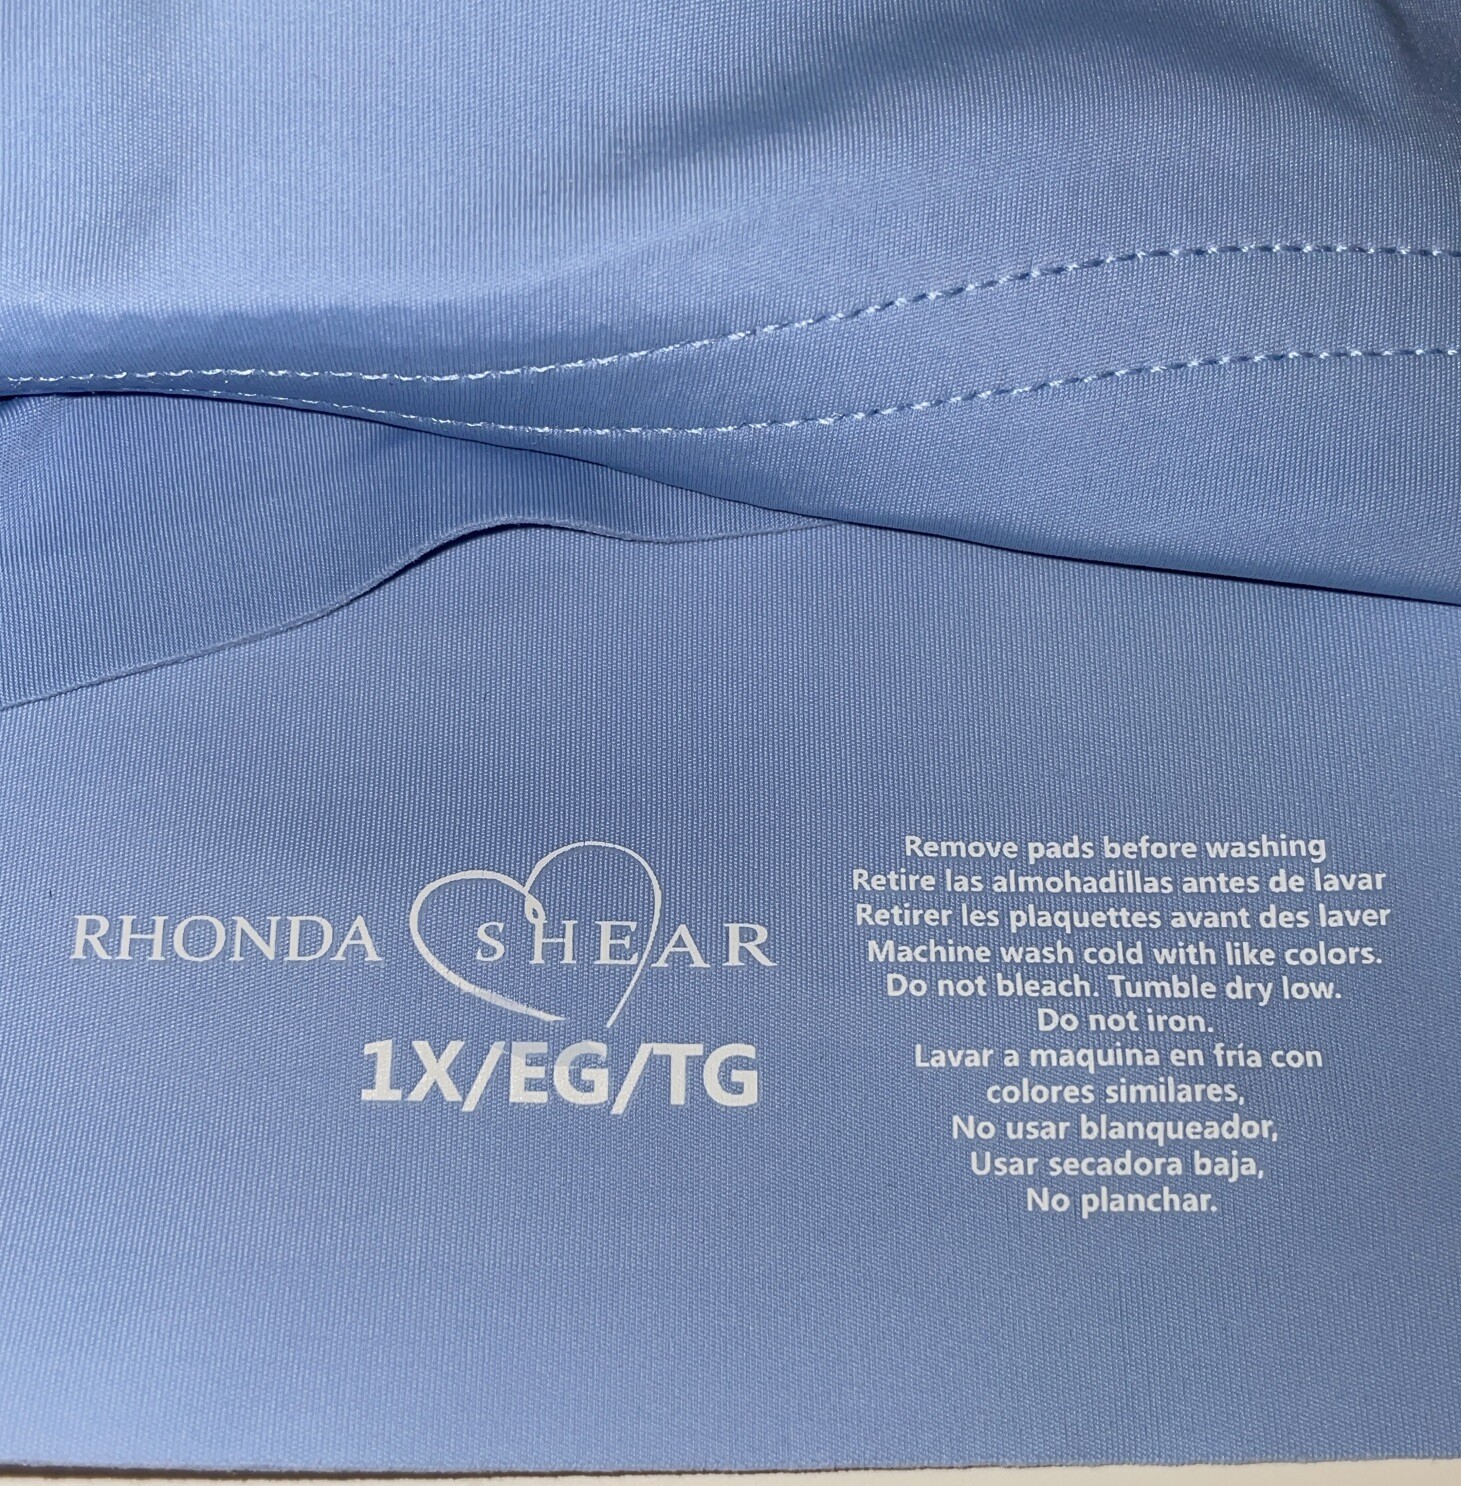 RHONDA SHEAR
1X/EG/TG
Remove pads before washing
Retire las almohadillas antes de lavar
Retirer les plaquettes avant des laver
Machine wash cold with like colors.
Do not bleach. Tumble dry low.
Do not iron.
Lavar a maquina en fría con
colores similares,
No usar blanqueador,
Usar secadora baja,
No planchar.